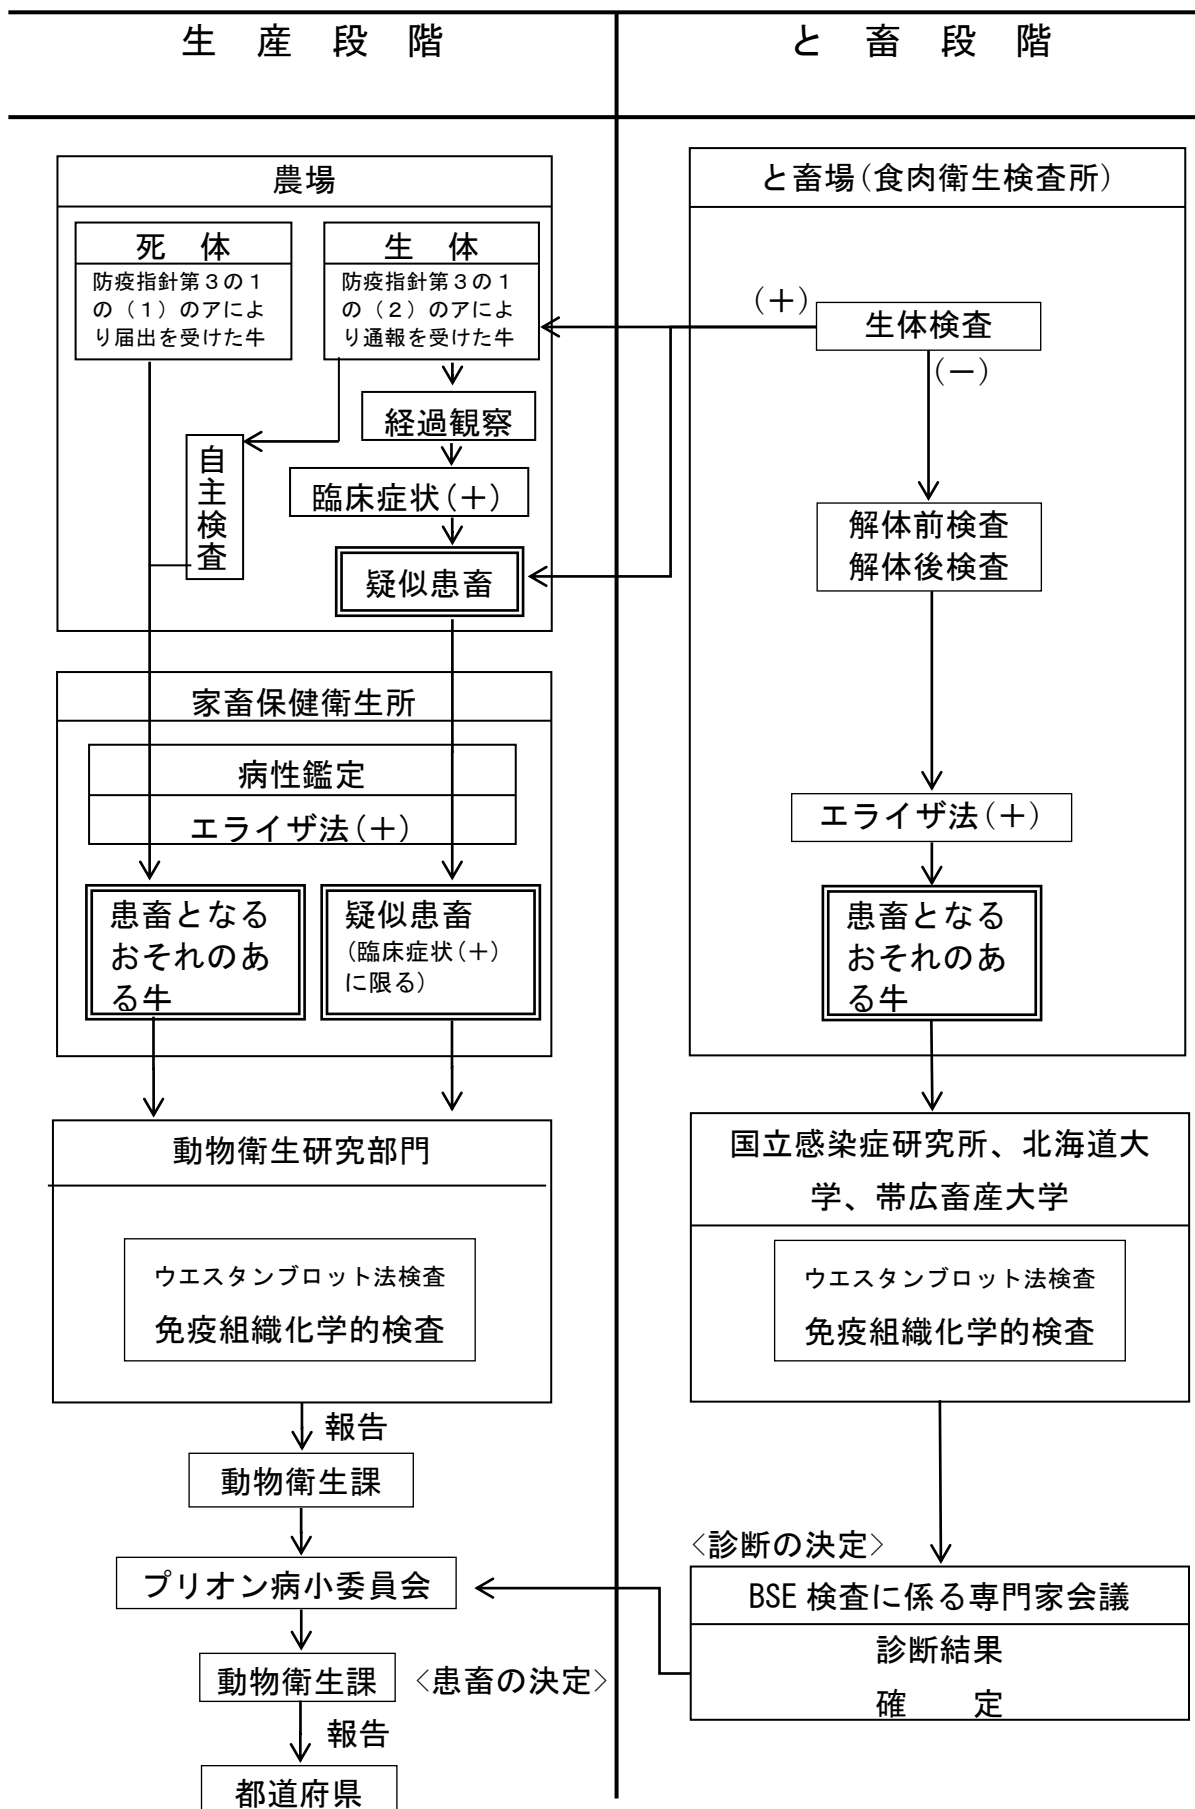 生産段階
と畜段階
農場
死体
防疫指針第３の１
の（１）のアによ
り届出を受けた牛
生体
防疫指針第３の１
の（２）のアによ
り通報を受けた牛
経過観察
自主検査
臨床症状(＋)
疑似患畜
家畜保健衛生所
病性鑑定
エライザ法(＋)
患畜となる
おそれのあ
る牛
疑似患畜
(臨床症状(＋)
に限る)
動物衛生研究部門
ウエスタンブロット法検査
免疫組織化学的検査
報告
動物衛生課
プリオン病小委員会
動物衛生課
<患畜の決定>
報告
都道府県
と畜場(食肉衛生検査所)
(＋)
生体検査
(－)
解体前検査
解体後検査
エライザ法(＋)
患畜となる
おそれのあ
る牛
国立感染症研究所、北海道大
学、帯広畜産大学
ウエスタンブロット法検査
免疫組織化学的検査
<診断の決定>
BSE 検査に係る専門家会議
診断結果
確　　定